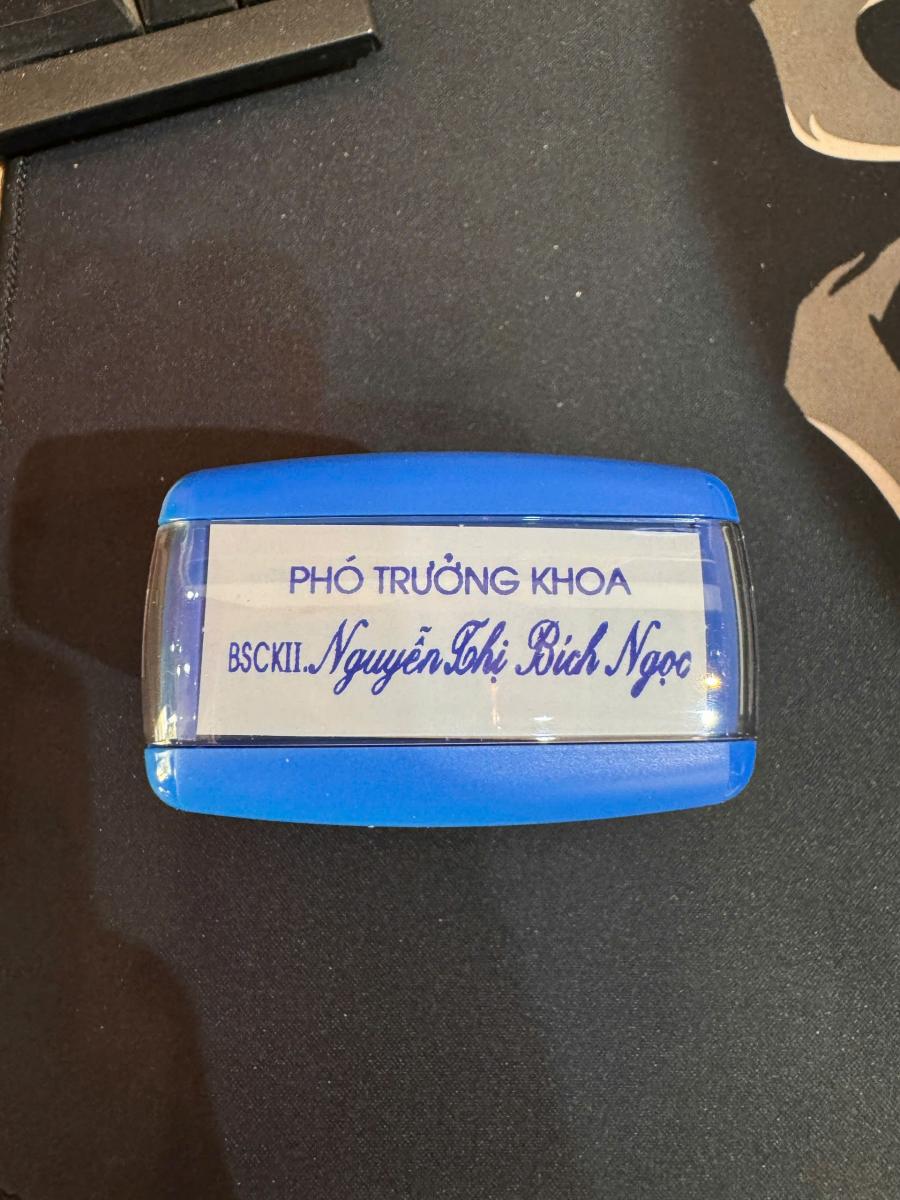 PHÓ TRƯỞNG KHOA
BSCKII. Nguyễn Thị Bích Ngọc